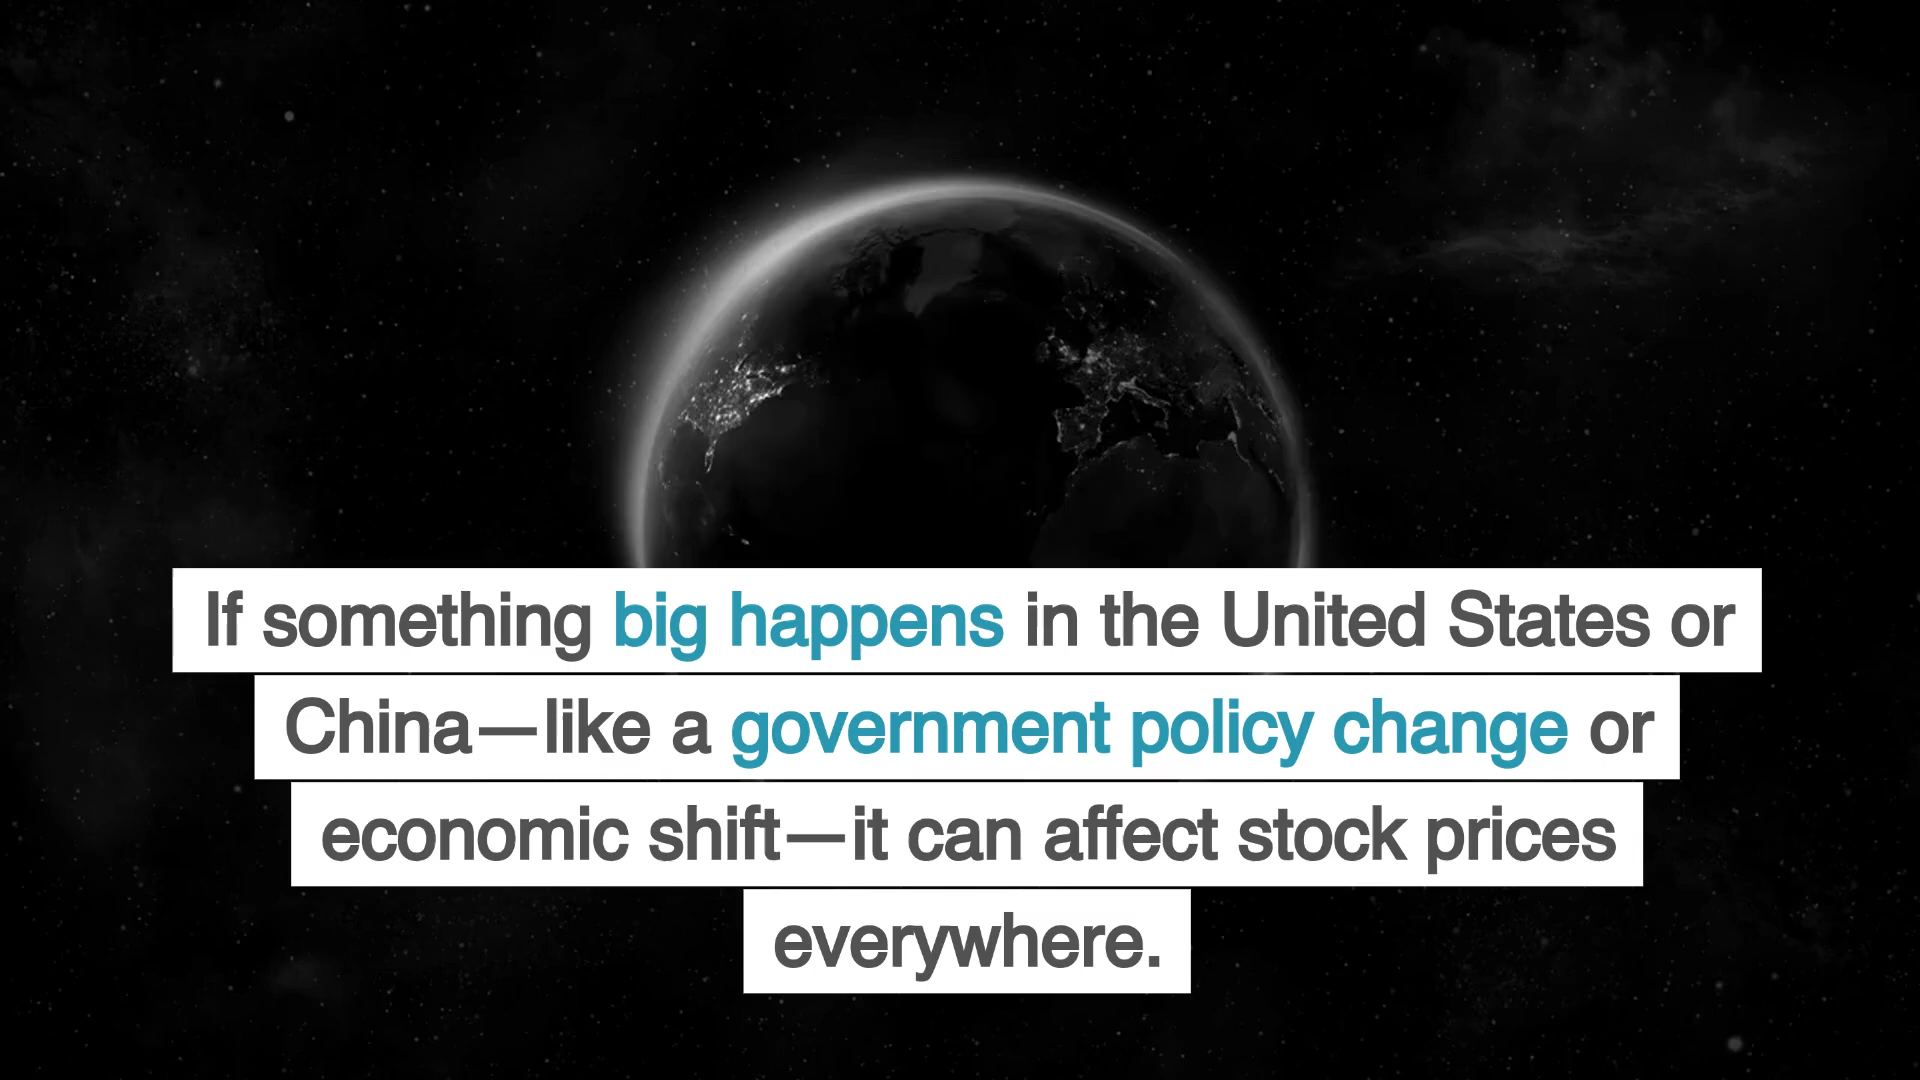 If something big happens in the United States or
China—like a government policy change or
economic shift—it can affect stock prices
everywhere.